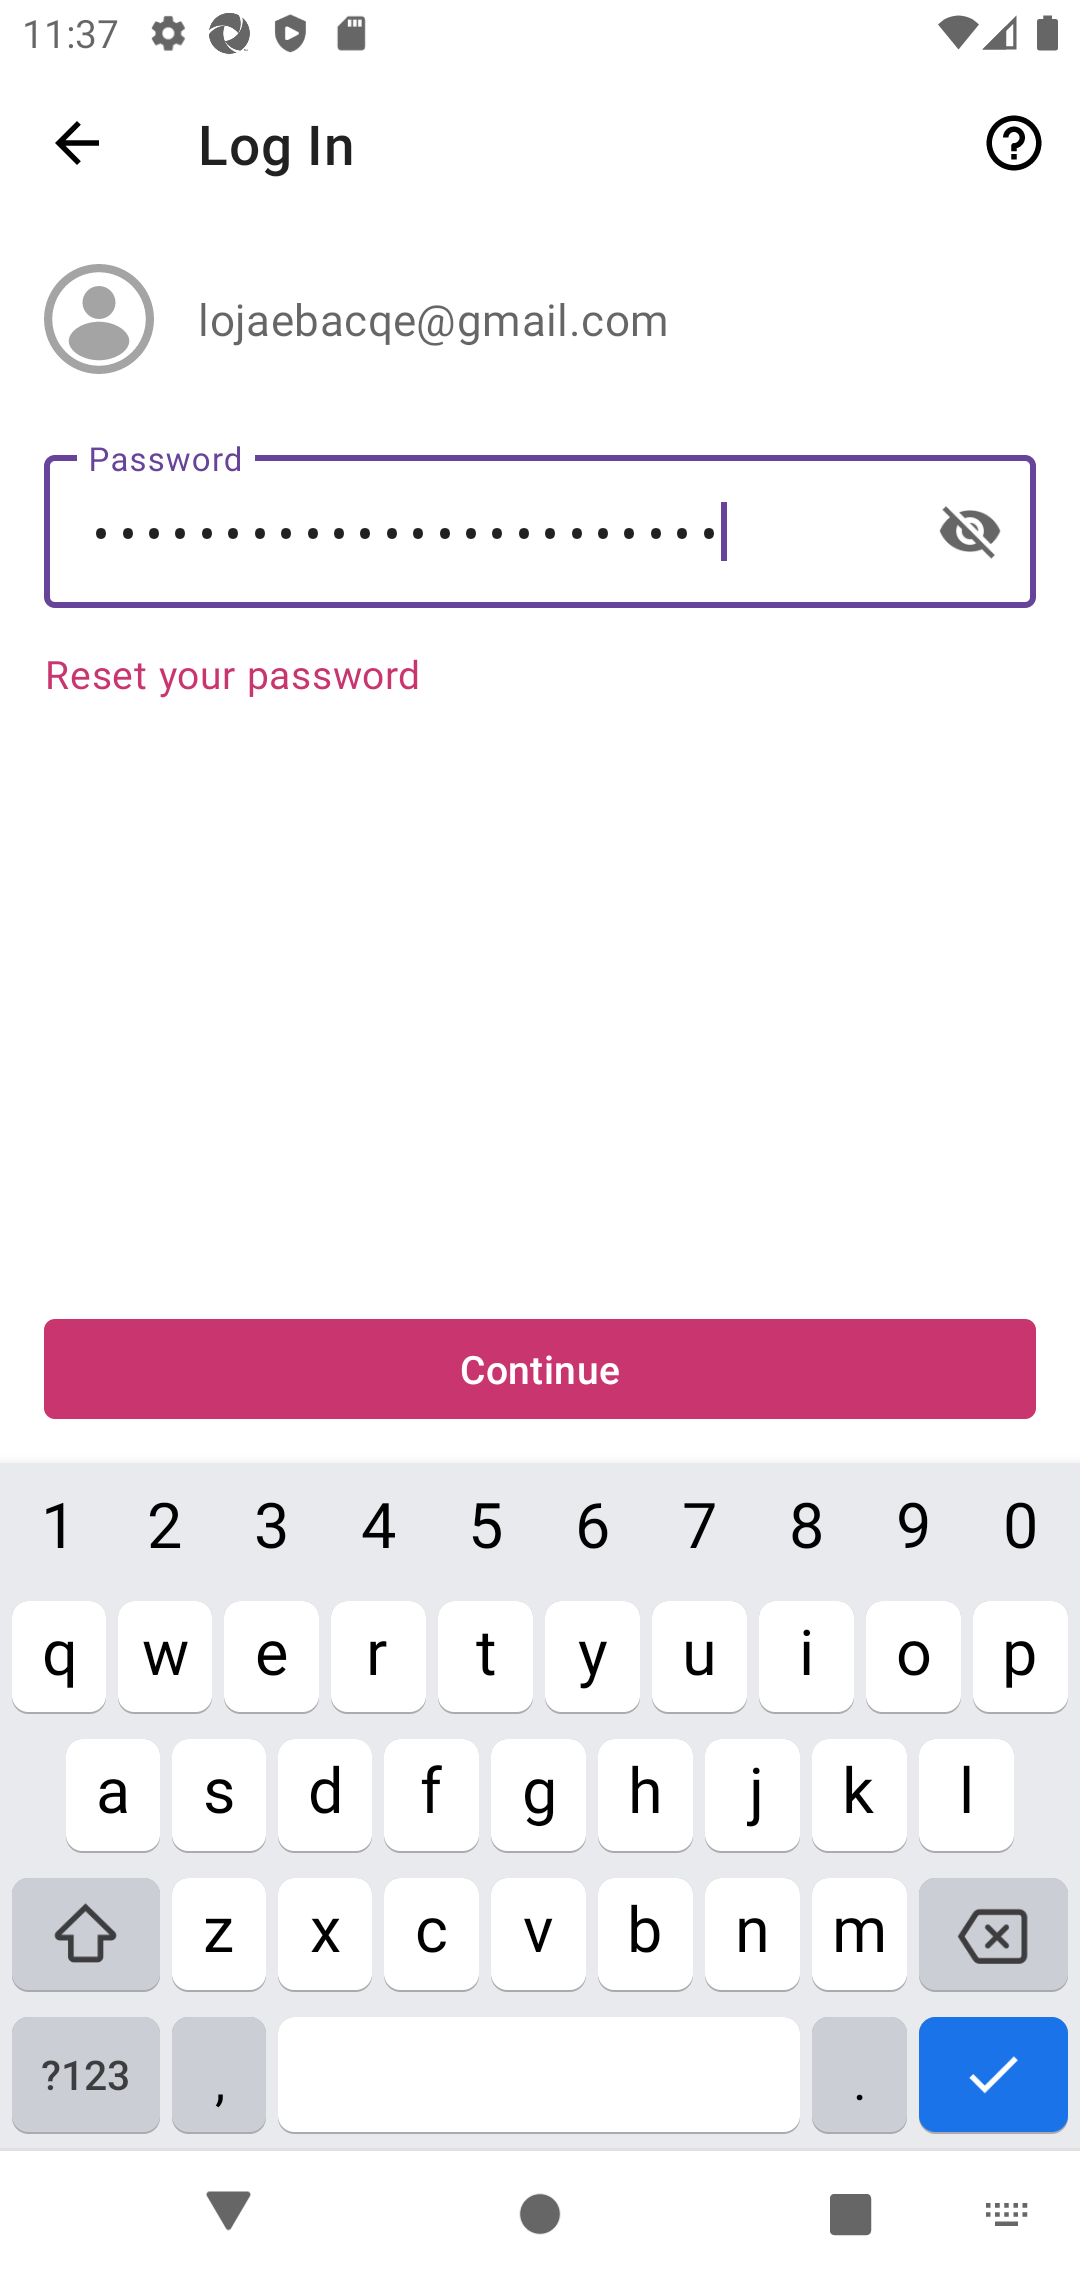 11:37
Log In
lojaebacqe@gmail.com
Password
••••••••••••••••••••••••
Reset your password
Continue
1 2 3 4 5 6 7 8 9 0
q w e r t y u i o p
a s d f g h j k l
z x c v b n m
?123 , .